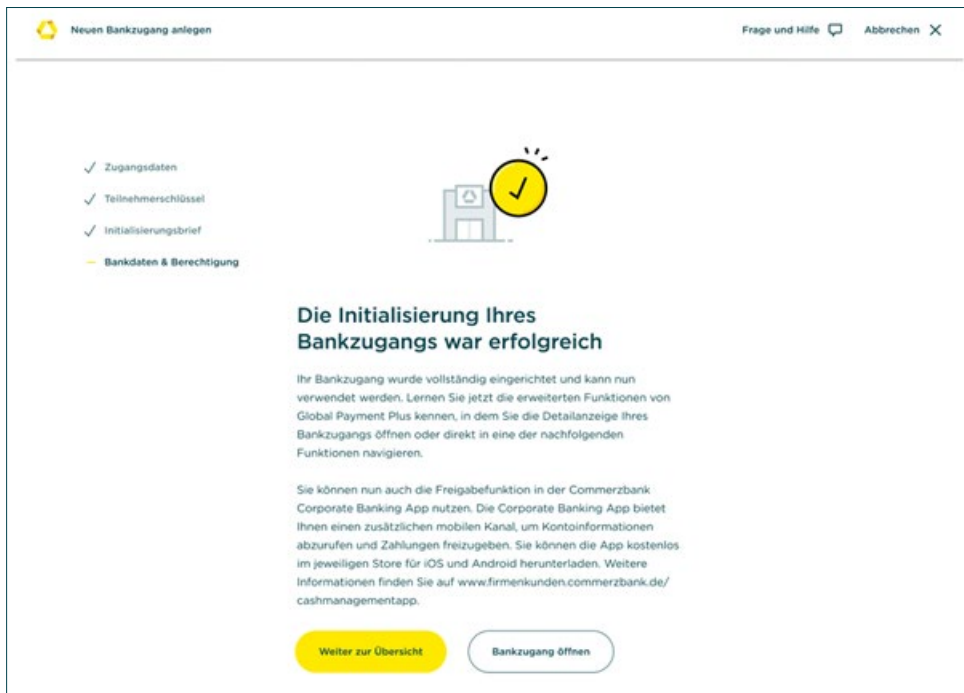 Neuen Bankzugang anlegen
Frage und Hilfe
Abbrechen
Zugangsdaten
Teilnehmerschlüssel
Initialisierungsbrief
Bankdaten & Berechtigung
Die Initialisierung Ihres
Bankzugangs war erfolgreich
Ihr Bankzugang wurde vollständig eingerichtet und kann nun
verwendet werden. Lernen Sie jetzt die erweiterten Funktionen von
Global Payment Plus kennen, in dem Sie die Detailanzeige Ihres
Bankzugangs öffnen oder direkt in eine der nachfolgenden
Funktionen navigieren.
Sie können nun auch die Freigabefunktion in der Commerzbank
Corporate Banking App nutzen. Die Corporate Banking App bietet
Ihnen einen zusätzlichen mobilen Kanal, um Kontoinformationen
abzurufen und Zahlungen freizugeben. Sie können die App kostenlos
im jeweiligen Store für iOS und Android herunterladen. Weitere
Informationen finden Sie auf www.firmenkunden.commerzbank.de/
cashmanagementapp.
Weiter zur Übersicht
Bankzugang öffnen